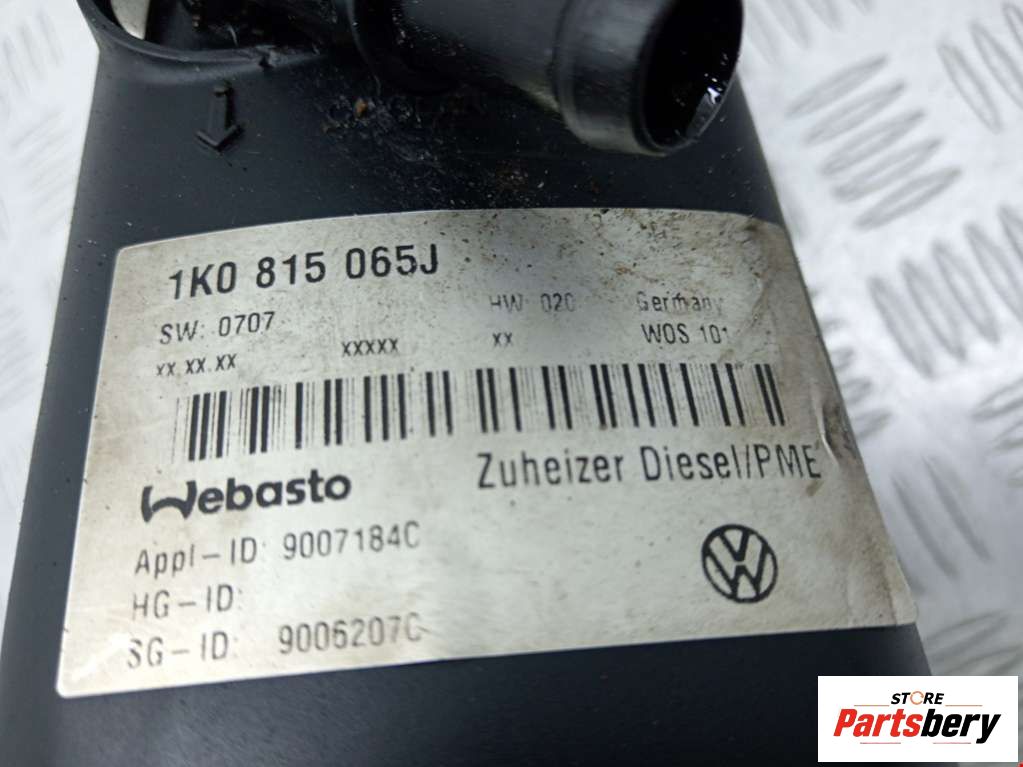 1K0 815 065J
SW: 0707 HW: 020 Germany
xx.xx.xx xxxxx xx WOS 101
Webasto Zuheizer Diesel/PME
Appl-ID: 9007184C
HG-ID:
SG-ID: 9006207C
STORE
Partsbery